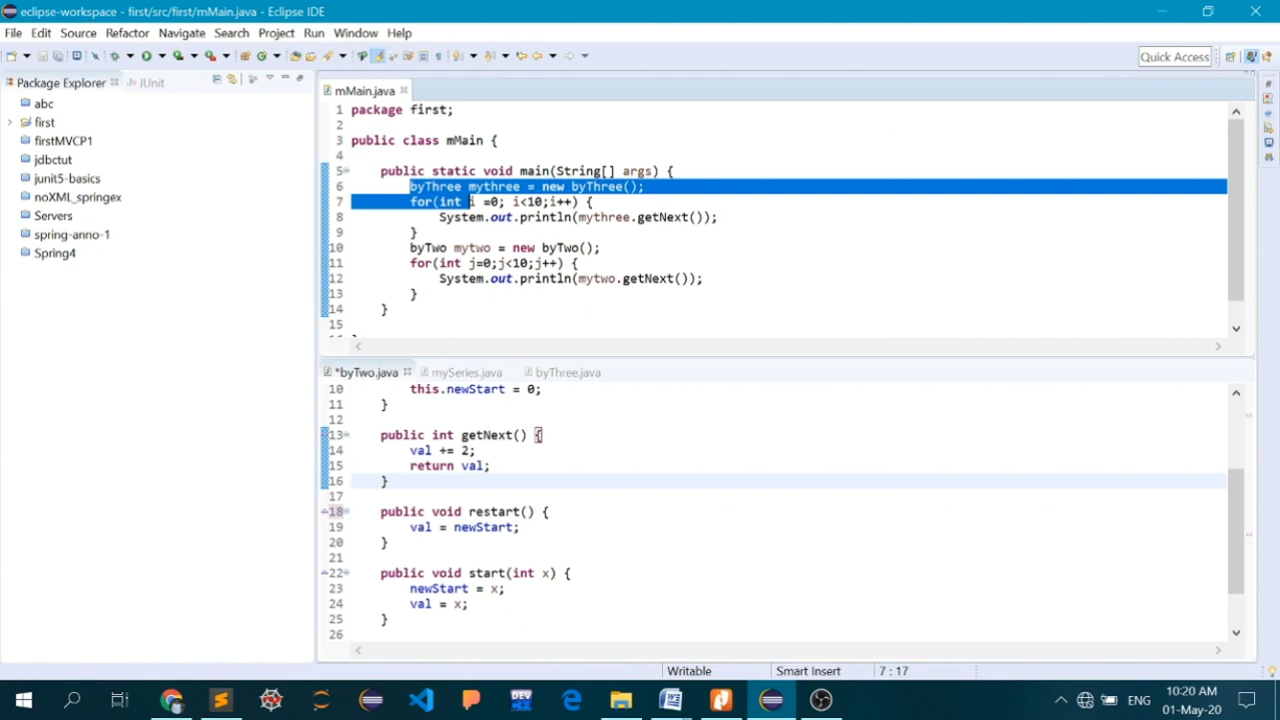 eclipse-workspace - first/src/first/mMain.java - Eclipse IDE
File Edit Source Refactor Navigate Search Project Run Window Help
Quick Access
Package Explorer JUnit
abc
first
firstMVCP1
jdbctut
junit5-basics
noXML_springex
Servers
spring-anno-1
Spring4
mMain.java
1 package first;
2
3 public class mMain {
4
5 public static void main(String[] args) {
6 byThree mythree = new byThree();
7 for(int i =0; i<10;i++) {
8 System.out.println(mythree.getNext());
9 }
10 byTwo mytwo = new byTwo();
11 for(int j=0;j<10;j++) {
12 System.out.println(mytwo.getNext());
13 }
14 }
15
*byTwo.java mySeries.java byThree.java
10 this.newStart = 0;
11 }
12
13 public int getNext() {
14 val += 2;
15 return val;
16 }
17
18 public void restart() {
19 val = newStart;
20 }
21
22 public void start(int x) {
23 newStart = x;
24 val = x;
25 }
26
Writable Smart Insert 7 : 17
DEV
ENG
10:20 AM
01-May-20